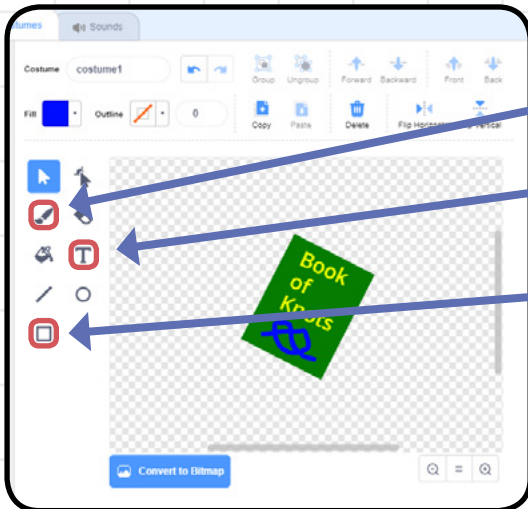 tumes Sounds
Costume costume1 Group Ungroup Forward Backward Front Back
Fill Outline 0 Copy Paste Delete Flip Horizontal Vertical
T
Book
of
Knots
Convert to Bitmap =